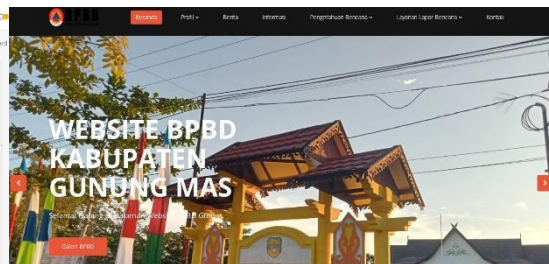 BPBD
Beranda
Profil
Berita
Informasi
Pengetahuan Bencana
Layanan Lapor Bencana
Kontak
WEBSITE BPBD
KABUPATEN
GUNUNG MAS
Galeri BPBD